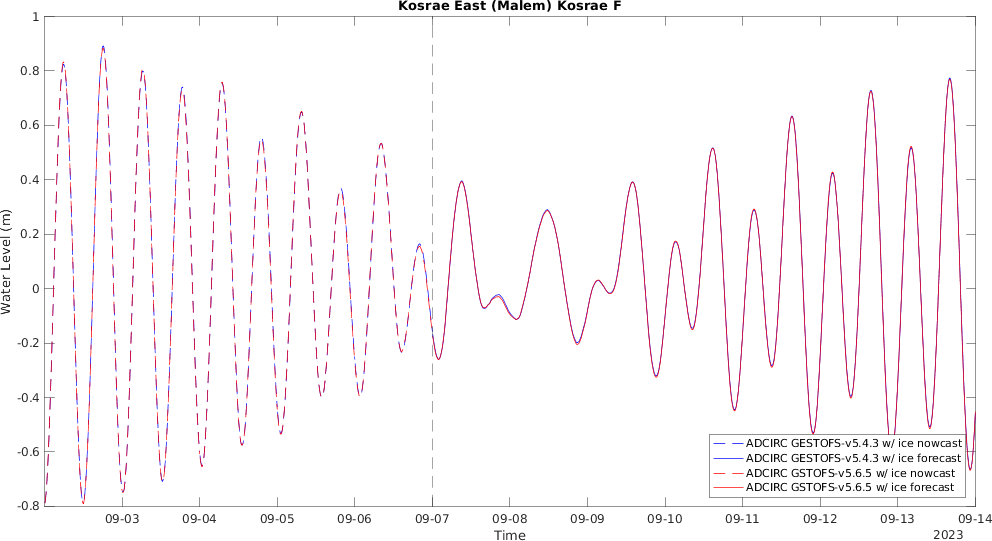 Kosrae East (Malem) Kosrae F
1
0.8
0.6
0.4
0.2
0
-0.2
-0.4
-0.6
-0.8
Water Level (m)
ADCIRC GESTOFS-v5.4.3 w/ ice nowcast
ADCIRC GESTOFS-v5.4.3 w/ ice forecast
ADCIRC GSTOFS-v5.6.5 w/ ice nowcast
ADCIRC GSTOFS-v5.6.5 w/ ice forecast
09-03 09-04 09-05 09-06 09-07 09-08 09-09 09-10 09-11 09-12 09-13 09-14
Time
2023